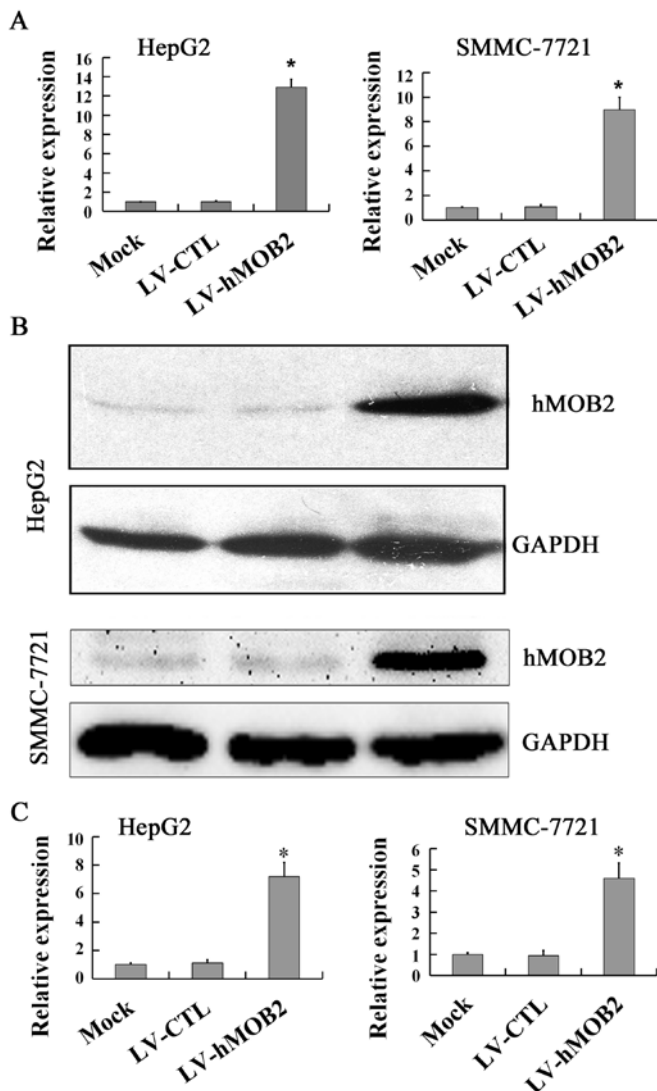 A
HepG2
Relative expression
16
14
12
10
8
6
4
2
0
*
Mock
LV-CTL
LV-hMOB2
SMMC-7721
Relative expression
12
10
8
6
4
2
0
*
Mock
LV-CTL
LV-hMOB2
B
HepG2
hMOB2
GAPDH
SMMC-7721
hMOB2
GAPDH
C
HepG2
Relative expression
10
8
6
4
2
0
*
Mock
LV-CTL
LV-hMOB2
SMMC-7721
Relative expression
6
5
4
3
2
1
0
*
Mock
LV-CTL
LV-hMOB2